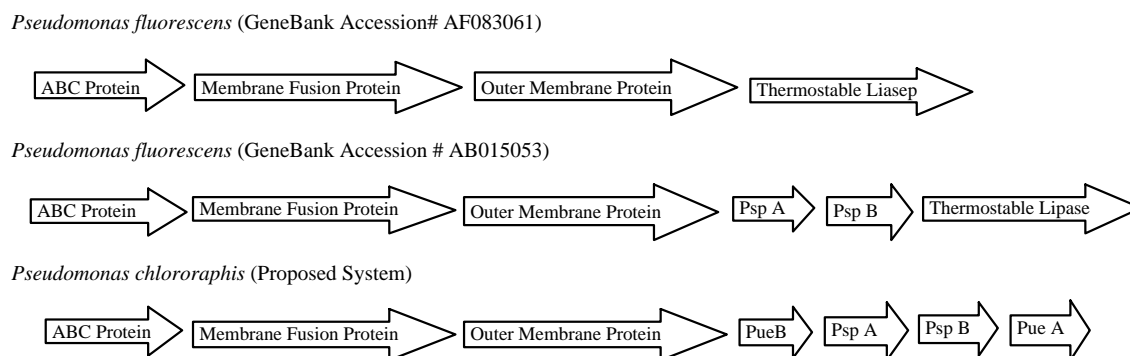 Pseudomonas fluorescens (GeneBank Accession# AF083061)
ABC Protein Membrane Fusion Protein Outer Membrane Protein Thermostable Liasep
Pseudomonas fluorescens (GeneBank Accession # AB015053)
ABC Protein Membrane Fusion Protein Outer Membrane Protein Psp A Psp B Thermostable Lipase
Pseudomonas chlororaphis (Proposed System)
ABC Protein Membrane Fusion Protein Outer Membrane Protein PueB Psp A Psp B Pue A